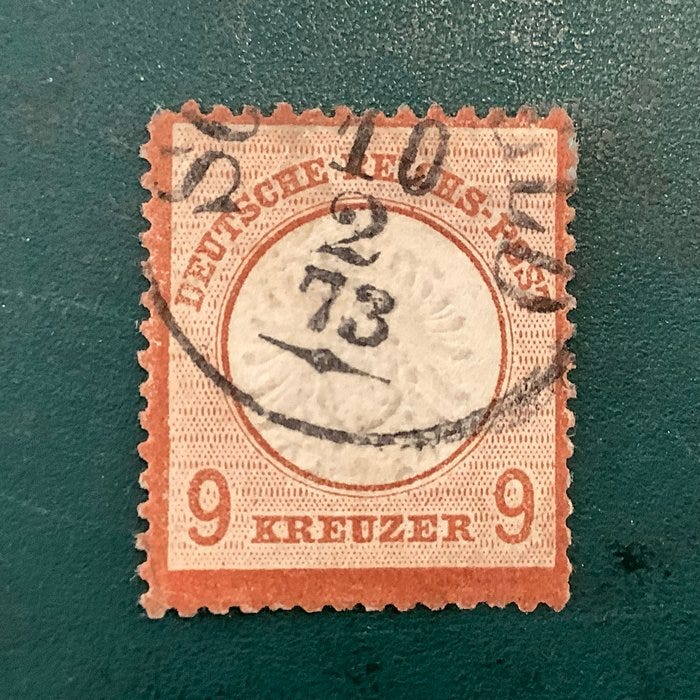 DEUTSCHE REICHS-POST
10
2
73
9 KREUZER 9